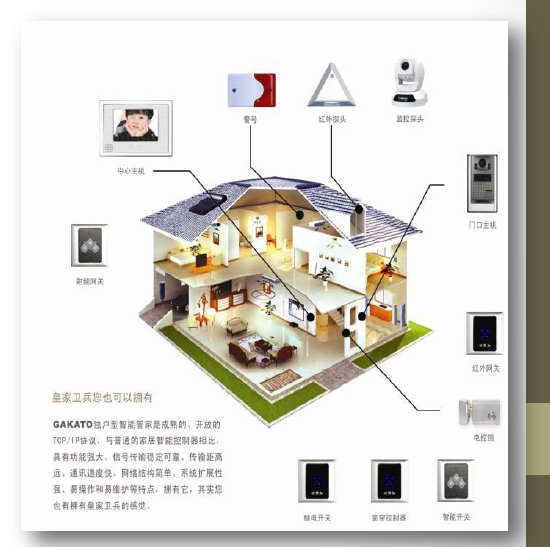 警号
红外探头
监控探头
中心主机
门口主机
射频网关
红外网关
电控锁
皇家卫兵您也可以拥有
GAKATO独户型智能管家是成熟的、开放的
TCP/IP协议，与普通的家居智能控制器相比，
具有功能强大、信号传输稳定可靠、传输距离
远、通讯速度快、网络结构简单、系统扩展性
强、易操作和易维护等特点，拥有它，其实您
也有拥有皇家卫兵的感觉。
继电开关
窗帘控制器
智能开关